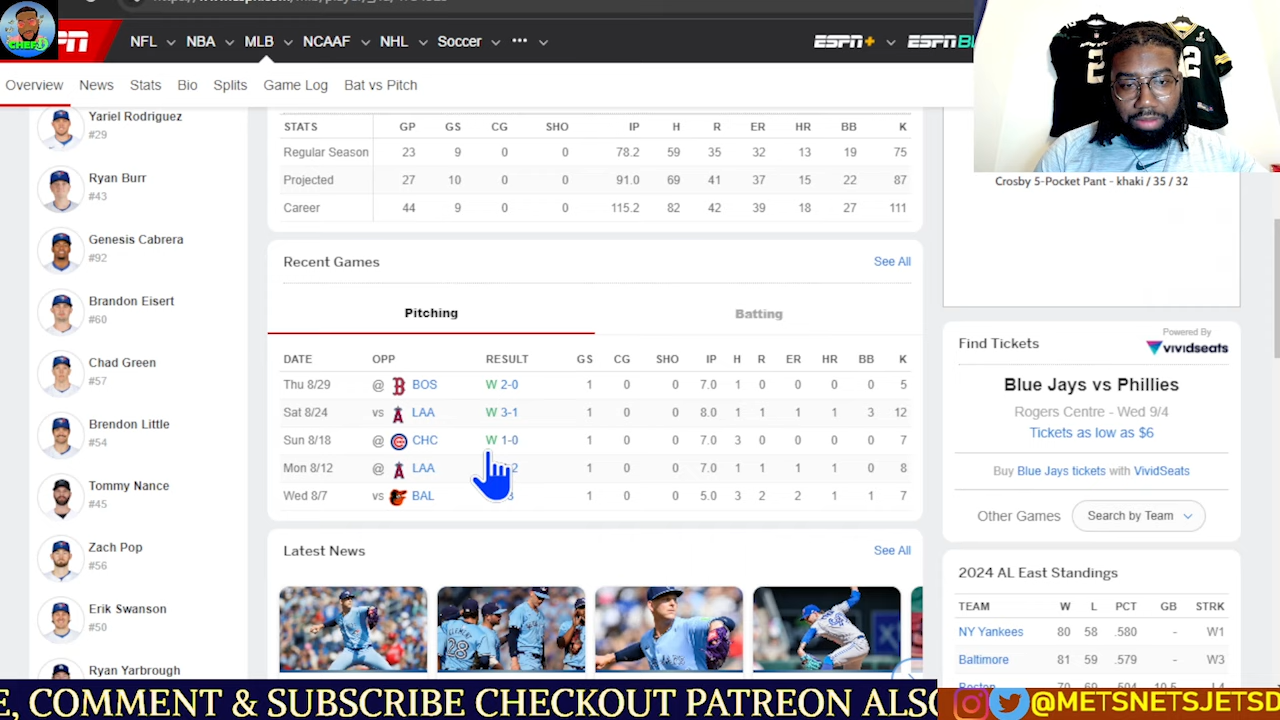 CHEF J
NFL NBA MLB NCAAF NHL Soccer ••• ESPN+
Overview News Stats Bio Splits Game Log Bat vs Pitch
Yariel Rodriguez
#29
Ryan Burr
#43
Genesis Cabrera
#92
Brandon Eisert
#60
Chad Green
#57
Brendon Little
#54
Tommy Nance
#45
Zach Pop
#56
Erik Swanson
#50
Ryan Yarbrough
STATS GP GS CG SHO IP H R ER HR BB K
Regular Season 23 9 0 0 78.2 59 35 32 13 19 75
Projected 27 10 0 0 91.0 69 41 37 15 22 87
Career 44 9 0 0 115.2 82 42 39 18 27 111
Recent Games See All
Pitching Batting
DATE OPP RESULT GS CG SHO IP H R ER HR BB K
Thu 8/29 @ BOS W 2-0 1 0 0 7.0 1 0 0 0 0 5
Sat 8/24 vs LAA W 3-1 1 0 0 8.0 1 1 1 1 3 12
Sun 8/18 @ CHC W 1-0 1 0 0 7.0 3 0 0 0 0 7
Mon 8/12 @ LAA 1 0 0 7.0 1 1 1 1 0 8
Wed 8/7 vs BAL 1 0 0 5.0 3 2 2 1 1 7
Latest News See All
Crosby 5-Pocket Pant - khaki / 35 / 32
Find Tickets Powered By
vividseats
Blue Jays vs Phillies
Rogers Centre - Wed 9/4
Tickets as low as $6
Buy Blue Jays tickets with VividSeats
Other Games Search by Team
2024 AL East Standings
TEAM W L PCT GB STRK
NY Yankees 80 58 .580 - W1
Baltimore 81 59 .579 - W3
E, COMMENT & SUBSCRIBE CHECKOUT PATREON ALSO
@METSNETSJETSD